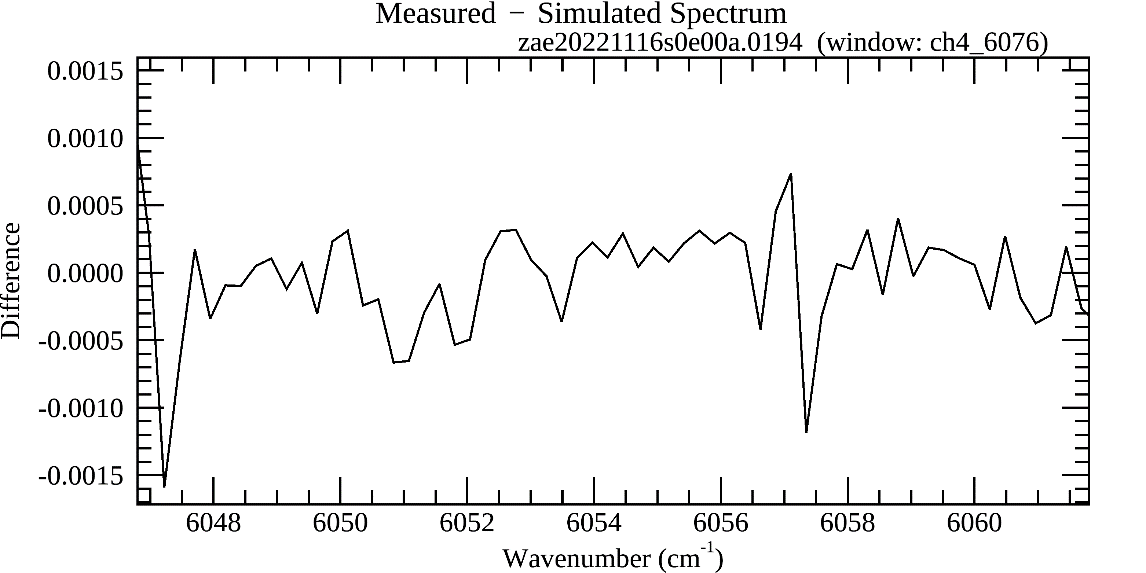 Measured − Simulated Spectrum
zae20221116s0e00a.0194 (window: ch4_6076)
0.0015
0.0010
0.0005
0.0000
-0.0005
-0.0010
-0.0015
Difference
6048 6050 6052 6054 6056 6058 6060
Wavenumber (cm-1)